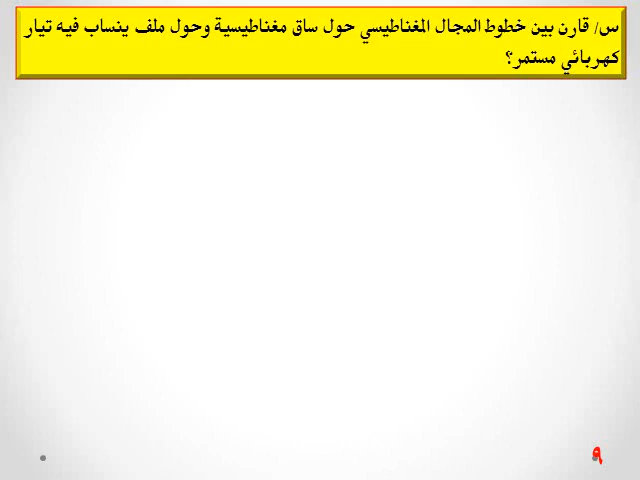 س/ قارن بين خطوط المجال المغناطيسي حول ساق مغناطيسية وحول ملف ينساب فيه تيار
كهربائي مستمر؟
٩